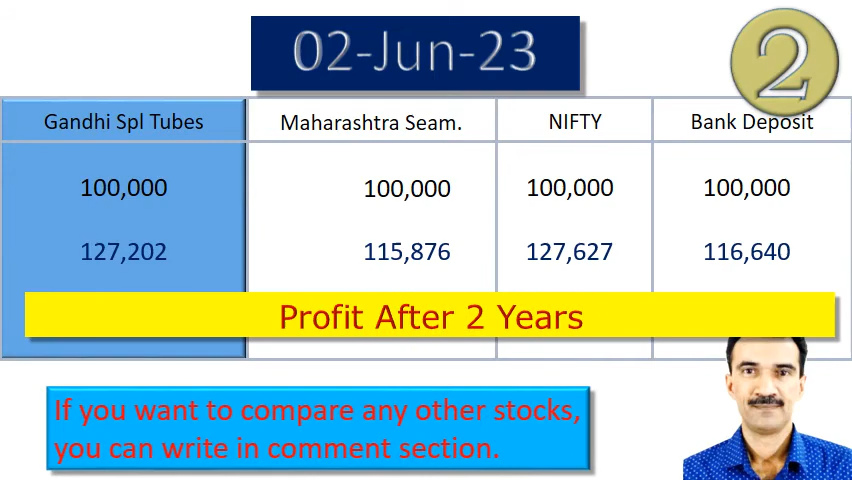 02-Jun-23
2
Gandhi Spl Tubes Maharashtra Seam. NIFTY Bank Deposit
100,000 100,000 100,000 100,000
127,202 115,876 127,627 116,640
Profit After 2 Years
If you want to compare any other stocks,
you can write in comment section.